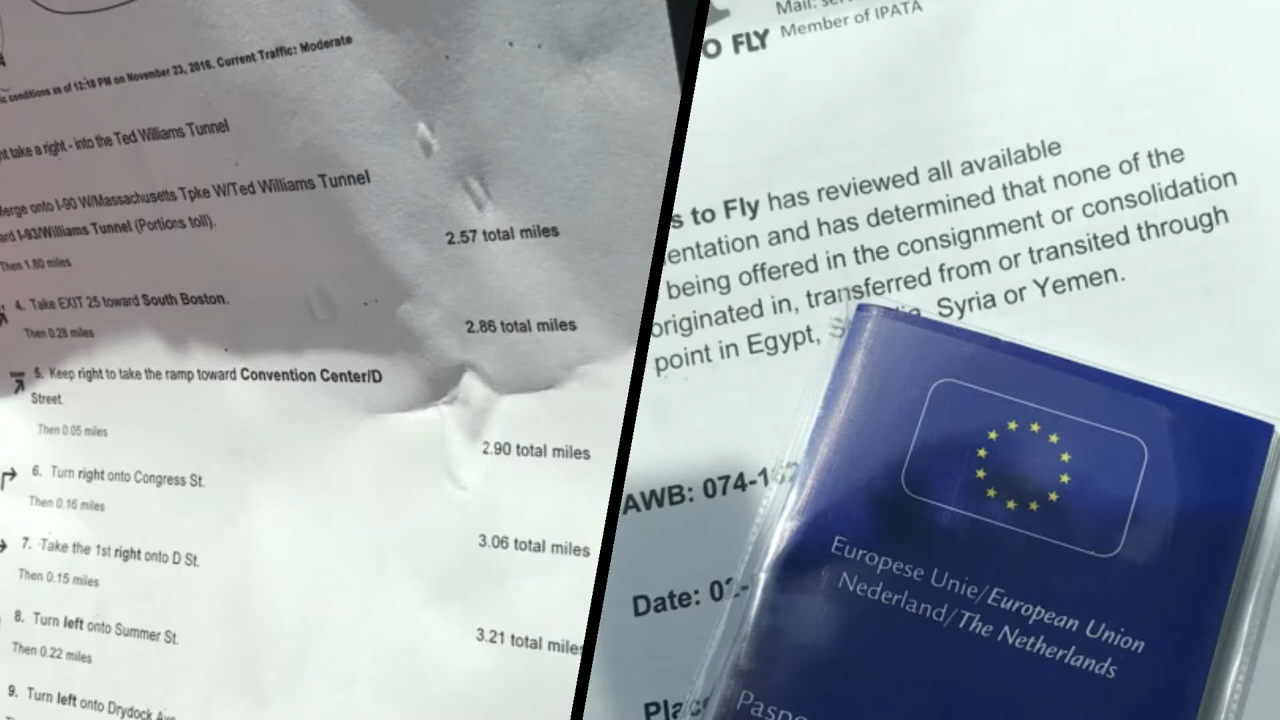 conditions as of 12:18 PM on November 23, 2016. Current Traffic: Moderate
take a right - into the Ted Williams Tunnel
Merge onto I-90 W/Massachusetts Tpke W/Ted Williams Tunnel
I-93/Williams Tunnel (Portions toll).
Then 1.80 miles
2.57 total miles
4. Take EXIT 25 toward South Boston.
Then 0.28 miles
2.86 total miles
5. Keep right to take the ramp toward Convention Center/D
Street.
Then 0.05 miles
2.90 total miles
6. Turn right onto Congress St.
Then 0.16 miles
3.06 total miles
7. Take the 1st right onto D St.
Then 0.15 miles
3.21 total miles
8. Turn left onto Summer St.
Then 0.22 miles
9. Turn left onto Drydock
Mail:
O FLY Member of IPATA
s to Fly has reviewed all available
entation and has determined that none of the
being offered in the consignment or consolidation
originated in, transferred from or transited through
point in Egypt, Syria or Yemen.
AWB: 074-1
Date: 02-
Europese Unie/European Union
Nederland/The Netherlands